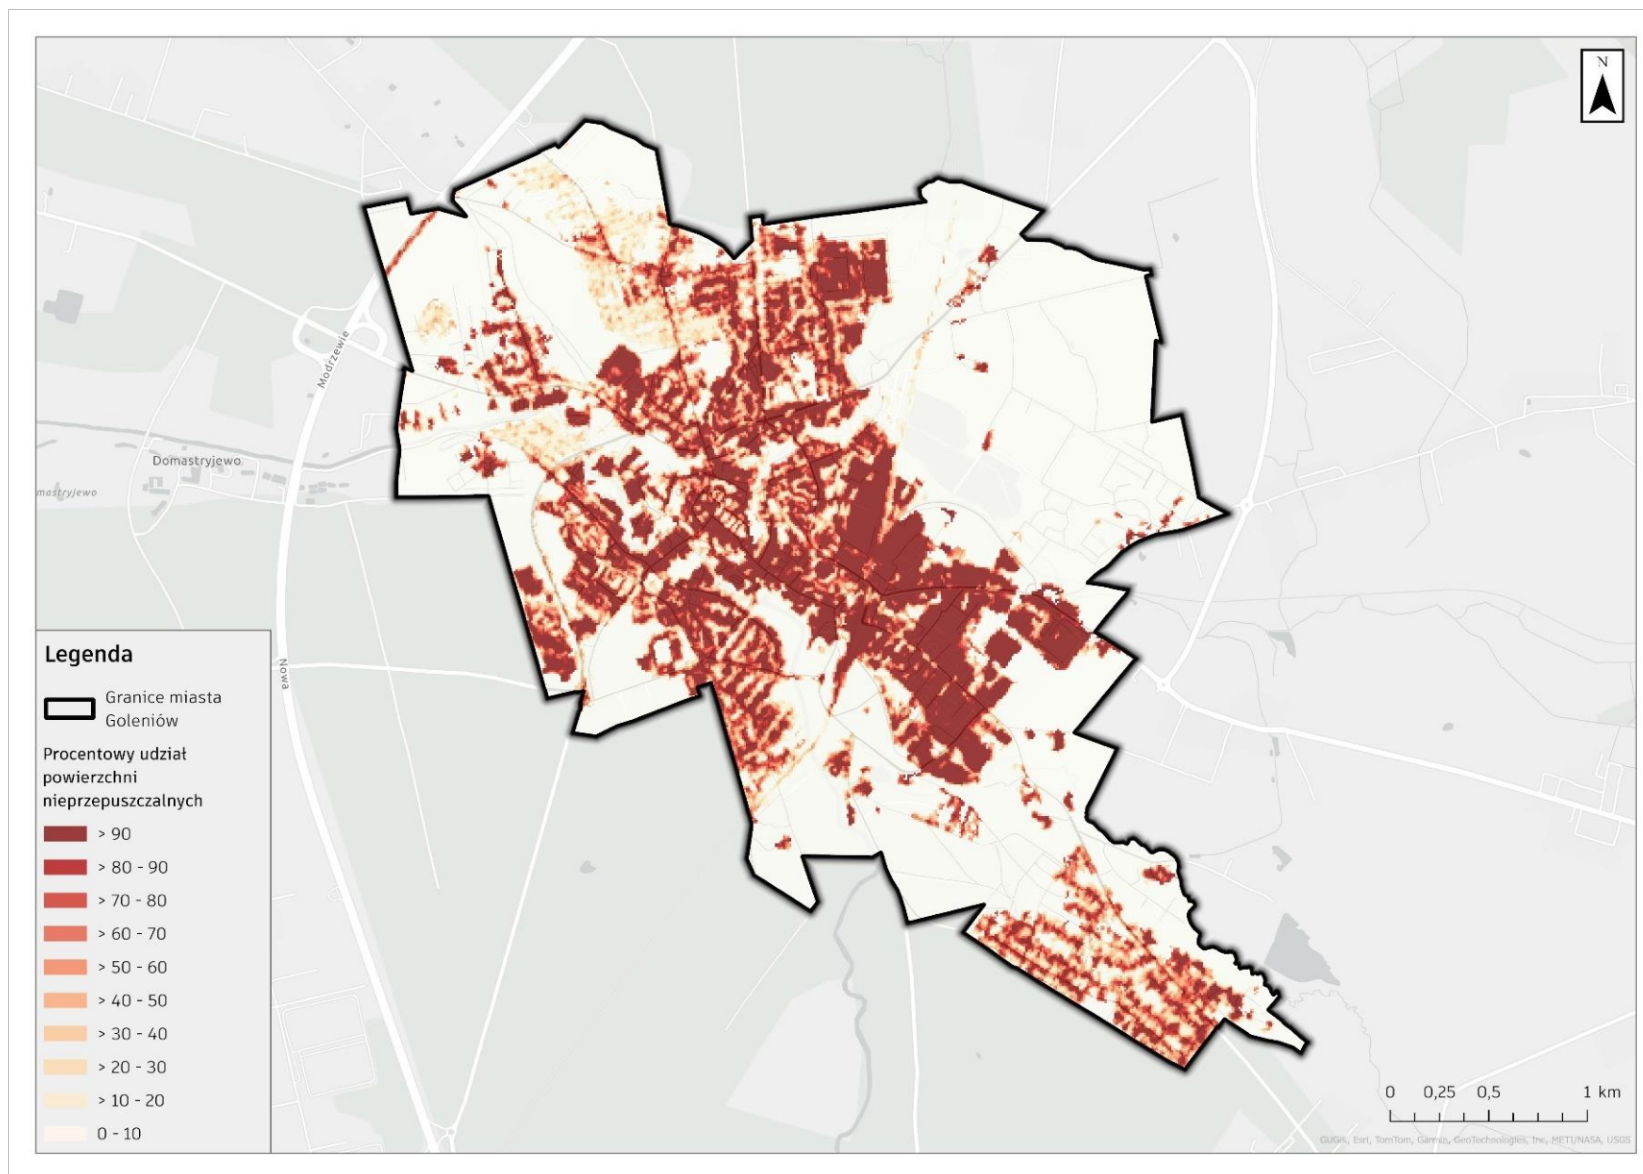 N
Modrzewie
Domastryjewo
mastryjewo
Nowa
Legenda
Granice miasta
Goleniów
Procentowy udział
powierzchni
nieprzepuszczalnych
> 90
> 80 - 90
> 70 - 80
> 60 - 70
> 50 - 60
> 40 - 50
> 30 - 40
> 20 - 30
> 10 - 20
0 - 10
0 0,25 0,5 1 km
GUGiK, Esri, TomTom, Garmin, GeoTechnologies, Inc, METI/NASA, USGS